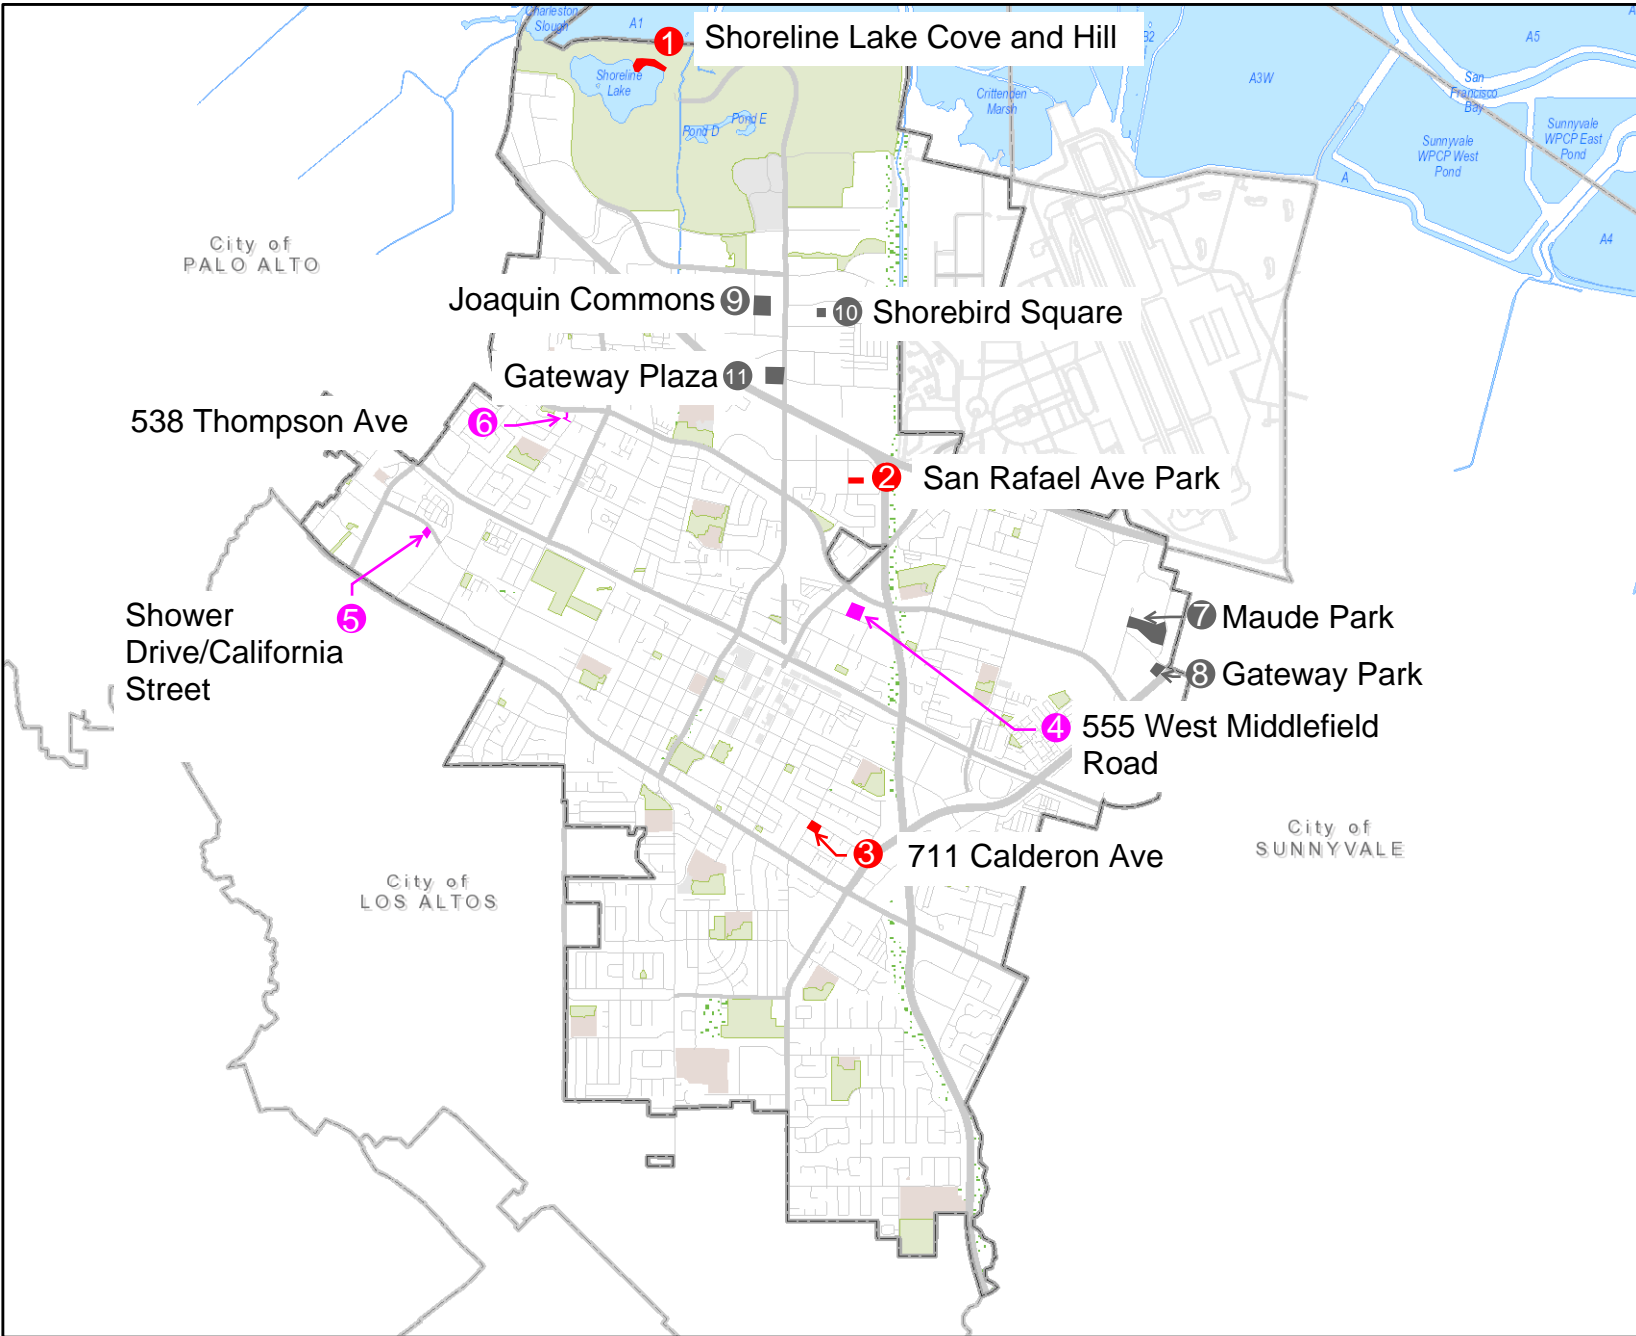 Charleston
Slough
A1
1 Shoreline Lake Cove and Hill
B2
A5
Shoreline
Lake
Pond D
Pond E
Crittenden
Marsh
A3W
San
Francisco
Bay
Sunnyvale
WPCP West
Pond
Sunnyvale
WPCP East
Pond
A
A4
City of
PALO ALTO
Joaquin Commons 9
10 Shorebird Square
Gateway Plaza 11
538 Thompson Ave
6
2 San Rafael Ave Park
Shower
Drive/California
Street
5
7 Maude Park
8 Gateway Park
4 555 West Middlefield
Road
3 711 Calderon Ave
City of
SUNNYVALE
City of
LOS ALTOS